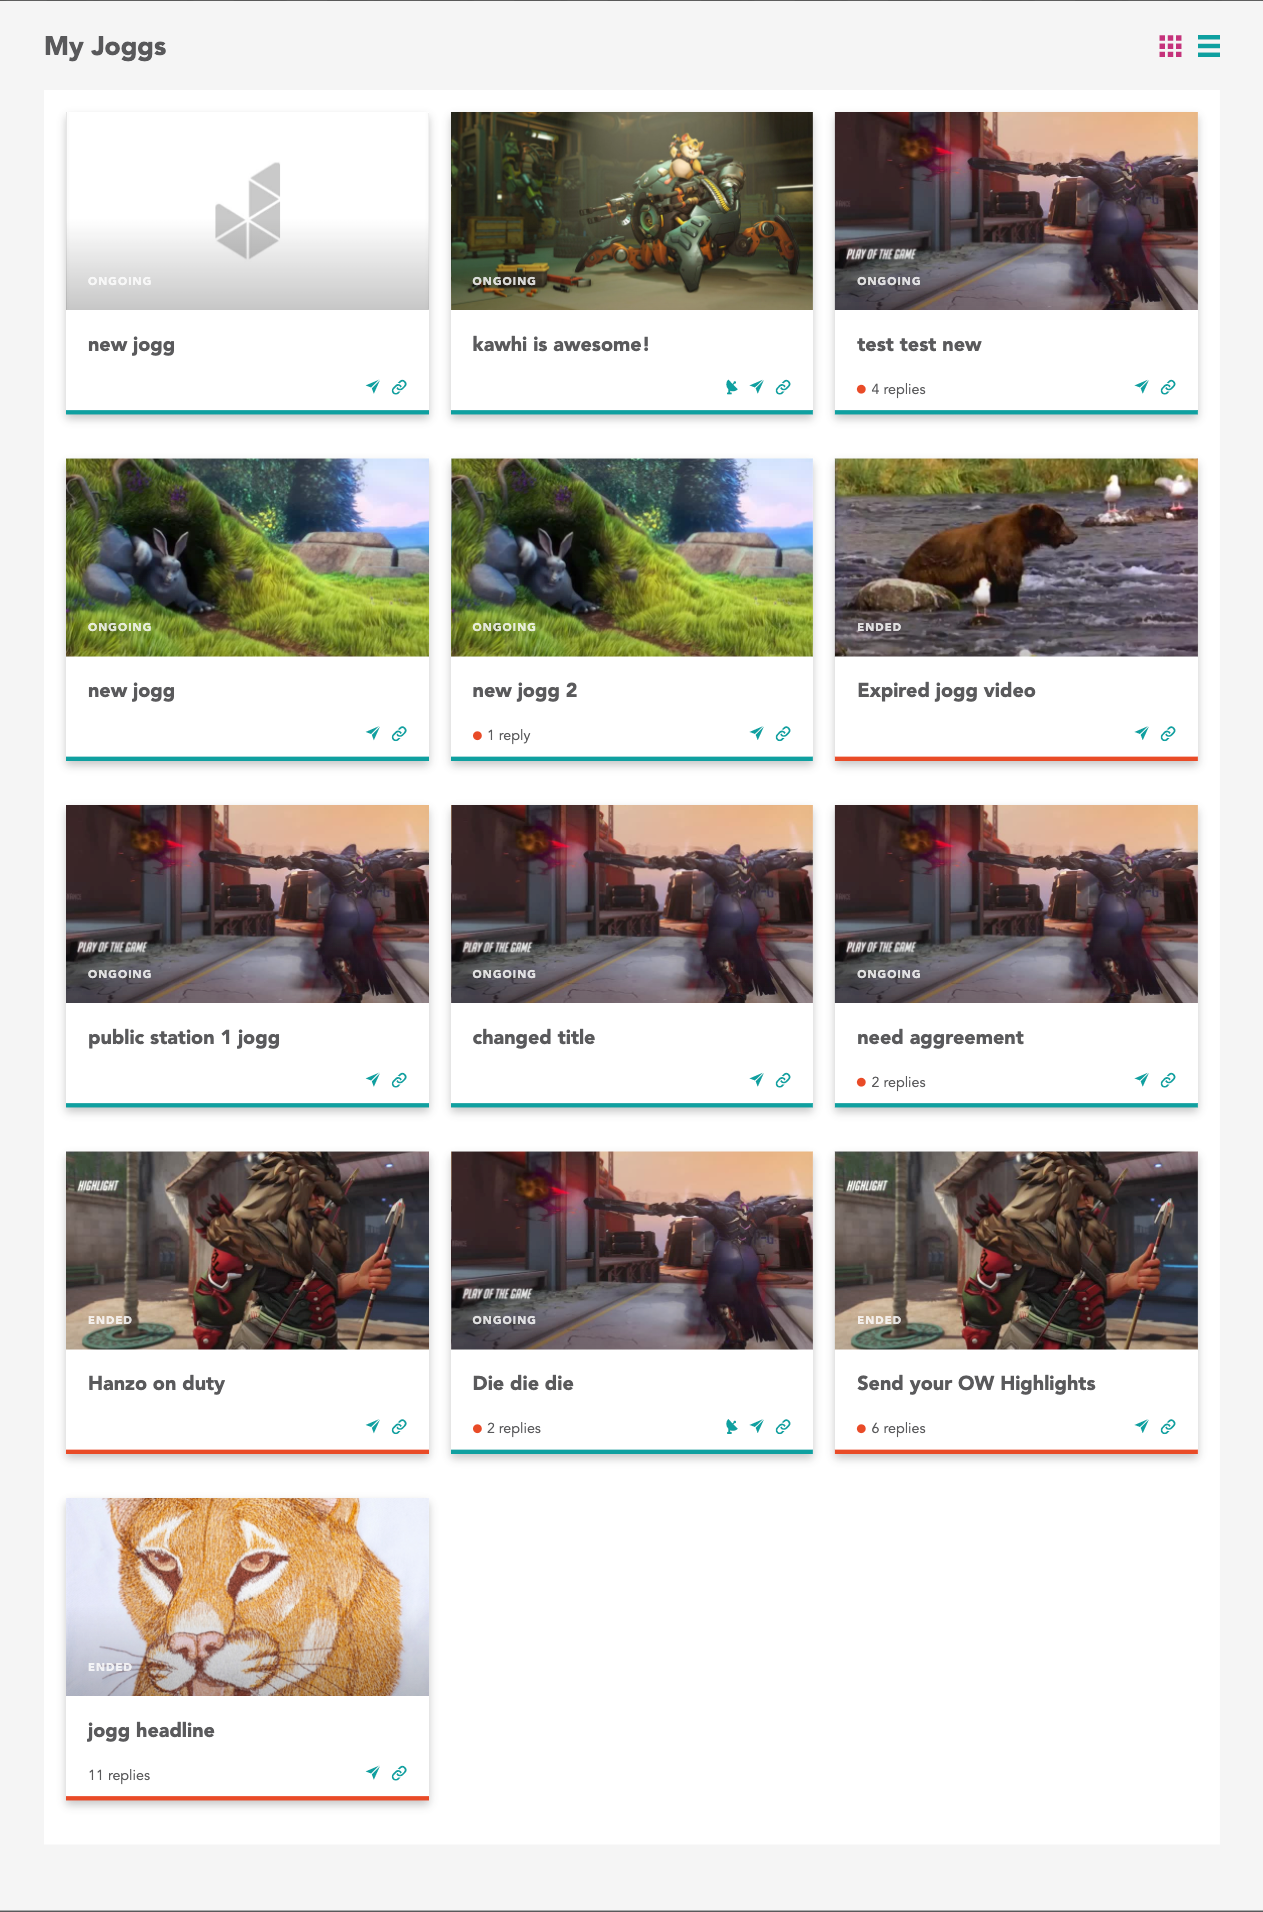 My Joggs
ONGOING
new jogg
ONGOING
kawhi is awesome!
PLAY OF THE GAME
ONGOING
test test new
4 replies
ONGOING
new jogg
ONGOING
new jogg 2
1 reply
ENDED
Expired jogg video
PLAY OF THE GAME
ONGOING
public station 1 jogg
PLAY OF THE GAME
ONGOING
changed title
PLAY OF THE GAME
ONGOING
need aggreement
2 replies
HIGHLIGHT
ENDED
Hanzo on duty
PLAY OF THE GAME
ONGOING
Die die die
2 replies
HIGHLIGHT
ENDED
Send your OW Highlights
6 replies
ENDED
jogg headline
11 replies